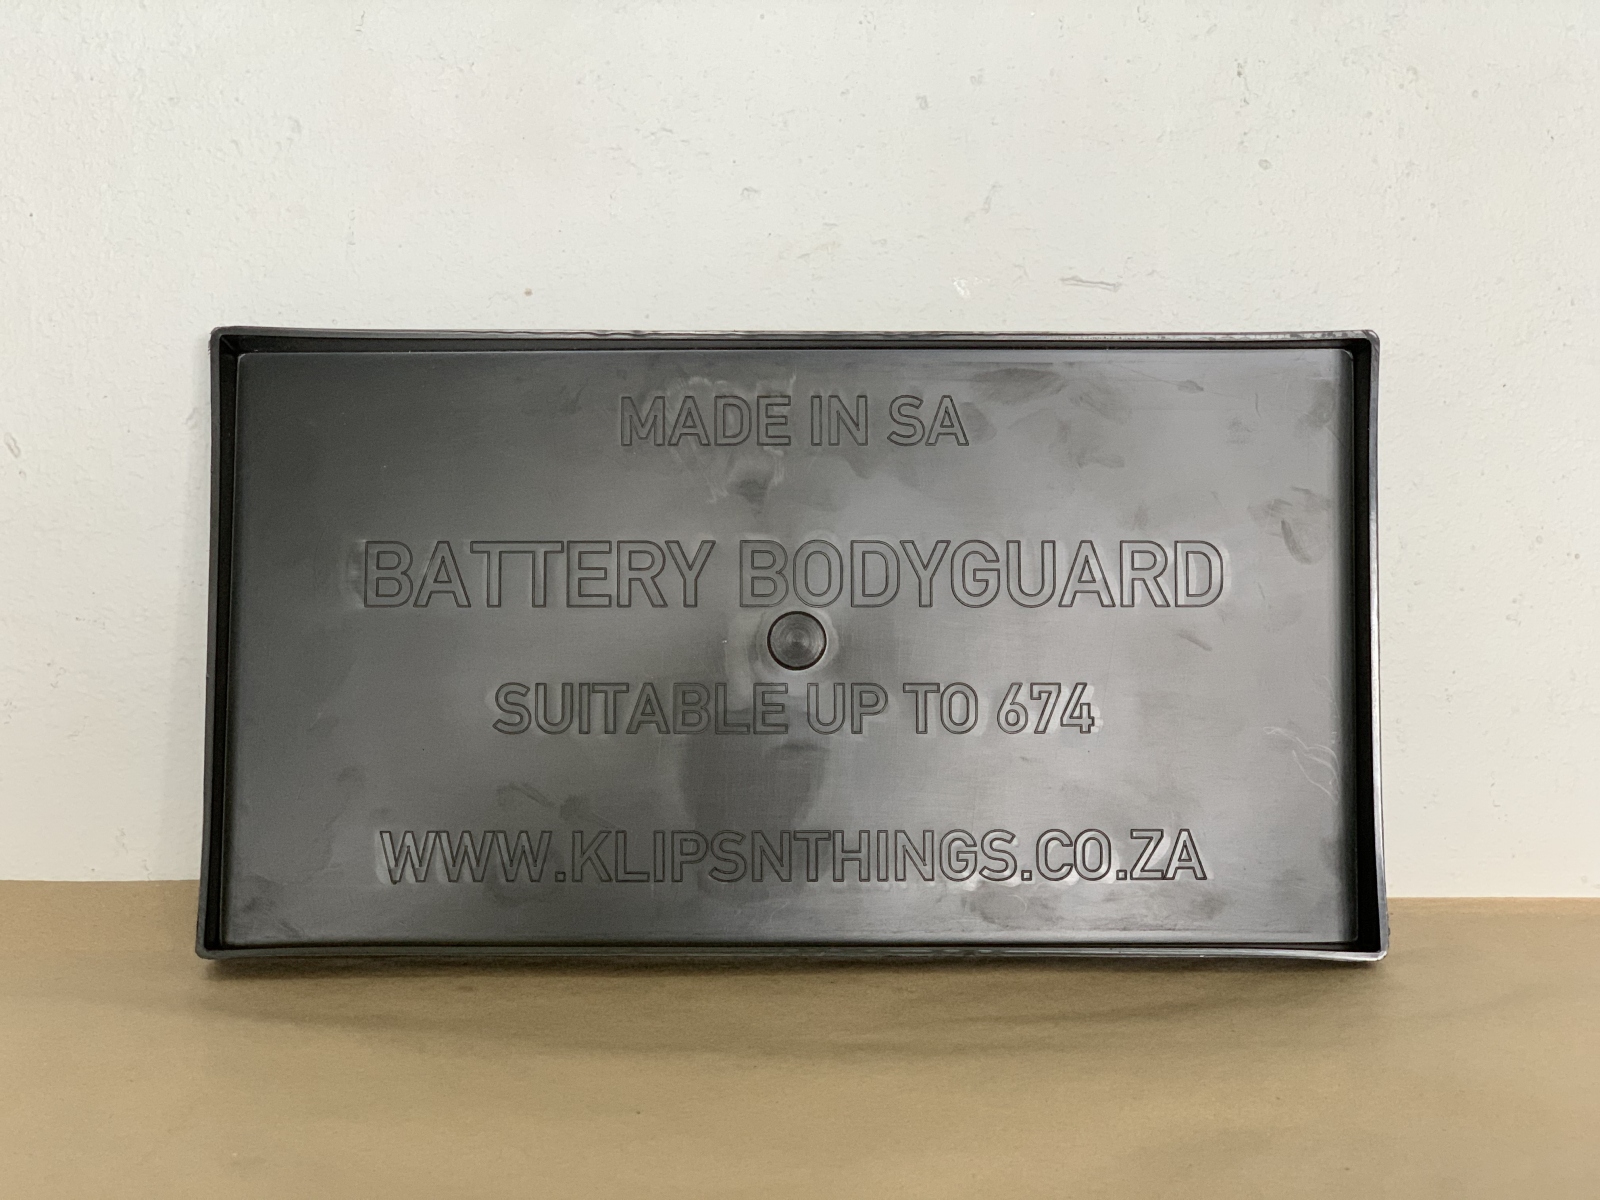 MADE IN SA
BATTERY BODYGUARD
SUITABLE UP TO 674
WWW.KLIPSNTHINGS.CO.ZA